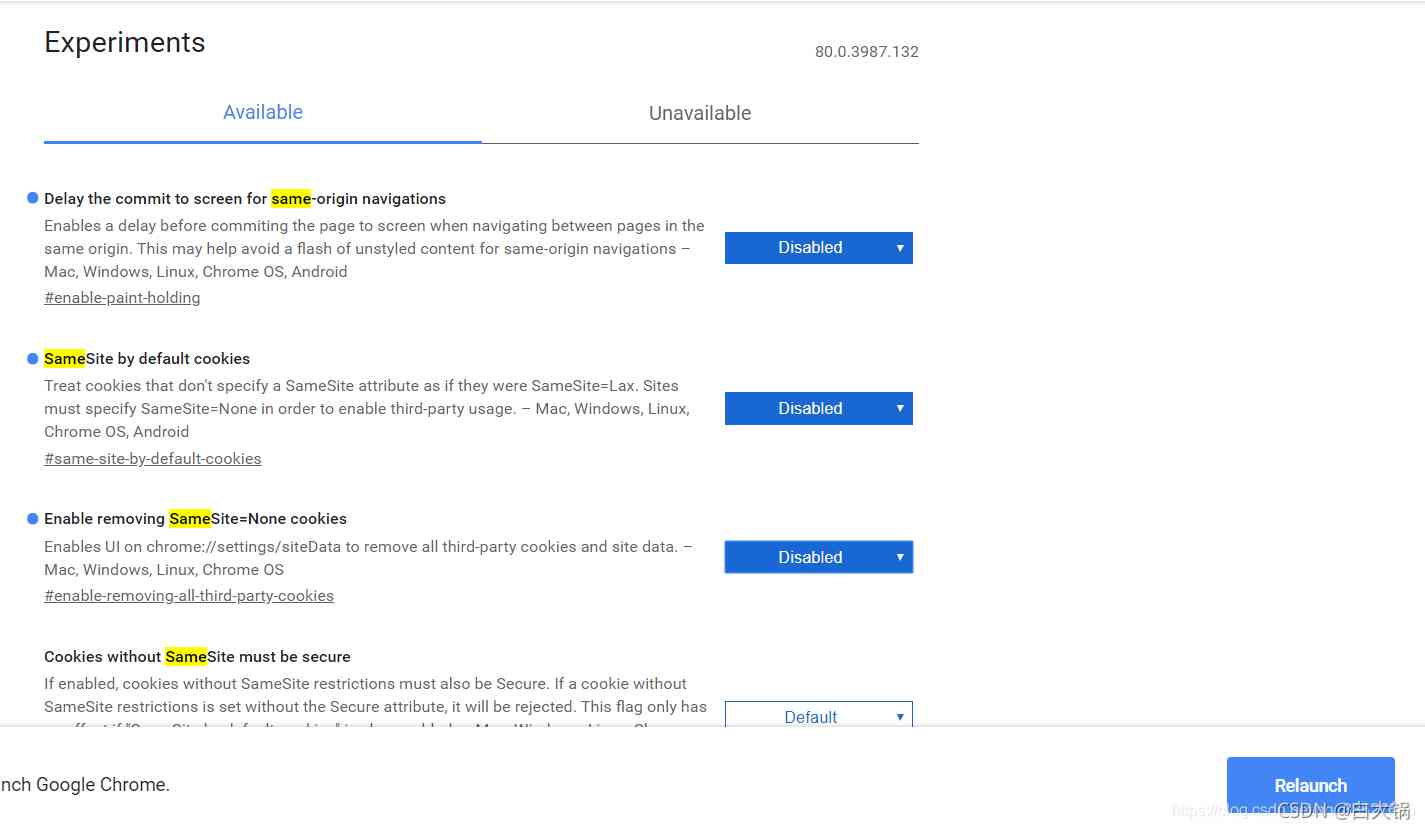 Experiments
80.0.3987.132
Available
Unavailable
Delay the commit to screen for same-origin navigations
Enables a delay before commiting the page to screen when navigating between pages in the
same origin. This may help avoid a flash of unstyled content for same-origin navigations –
Mac, Windows, Linux, Chrome OS, Android
#enable-paint-holding
Disabled
SameSite by default cookies
Treat cookies that don't specify a SameSite attribute as if they were SameSite=Lax. Sites
must specify SameSite=None in order to enable third-party usage. – Mac, Windows, Linux,
Chrome OS, Android
#same-site-by-default-cookies
Disabled
Enable removing SameSite=None cookies
Enables UI on chrome://settings/siteData to remove all third-party cookies and site data. –
Mac, Windows, Linux, Chrome OS
#enable-removing-all-third-party-cookies
Disabled
Cookies without SameSite must be secure
If enabled, cookies without SameSite restrictions must also be Secure. If a cookie without
SameSite restrictions is set without the Secure attribute, it will be rejected. This flag only has
Default
nch Google Chrome.
Relaunch
https://blog.csd
CSDN @白大锅